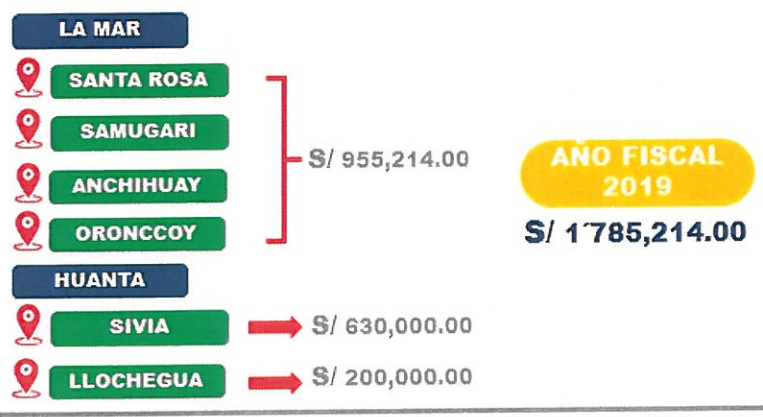 LA MAR
SANTA ROSA
SAMUGARI
ANCHIHUAY
ORONCCOY
S/ 955,214.00
HUANTA
SIVIA
S/ 630,000.00
LLOCHEGUA
S/ 200,000.00
AÑO FISCAL
2019
S/ 1´785,214.00